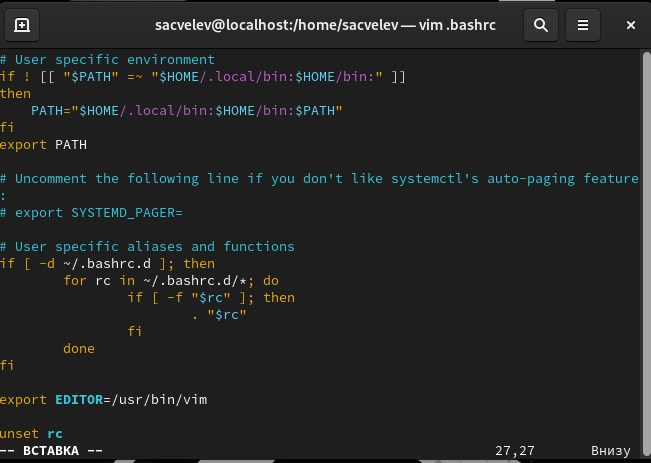 sacvelev@localhost:/home/sacvelev — vim .bashrc
# User specific environment
if ! [[ "$PATH" =~ "$HOME/.local/bin:$HOME/bin:" ]]
then
    PATH="$HOME/.local/bin:$HOME/bin:$PATH"
fi
export PATH
# Uncomment the following line if you don't like systemctl's auto-paging feature
:
# export SYSTEMD_PAGER=
# User specific aliases and functions
if [ -d ~/.bashrc.d ]; then
        for rc in ~/.bashrc.d/*; do
                if [ -f "$rc" ]; then
                        . "$rc"
                fi
        done
fi
export EDITOR=/usr/bin/vim
unset rc
-- ВСТАВКА -- 27,27 Внизу